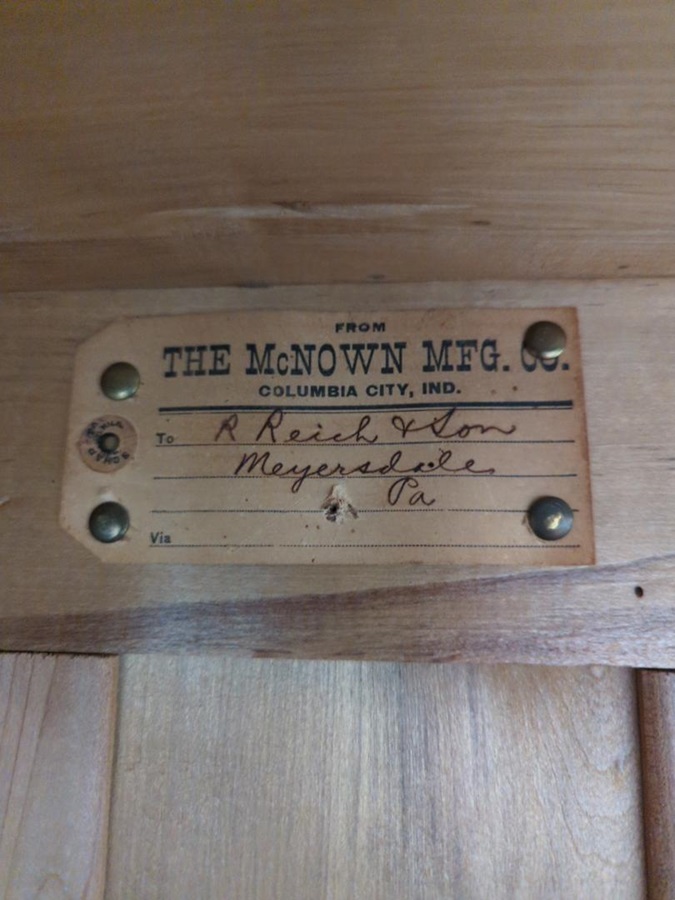 FROM
THE McNOWN MFG. CO.
COLUMBIA CITY, IND.
To R Reich & Son
Meyersdale
Pa
Via